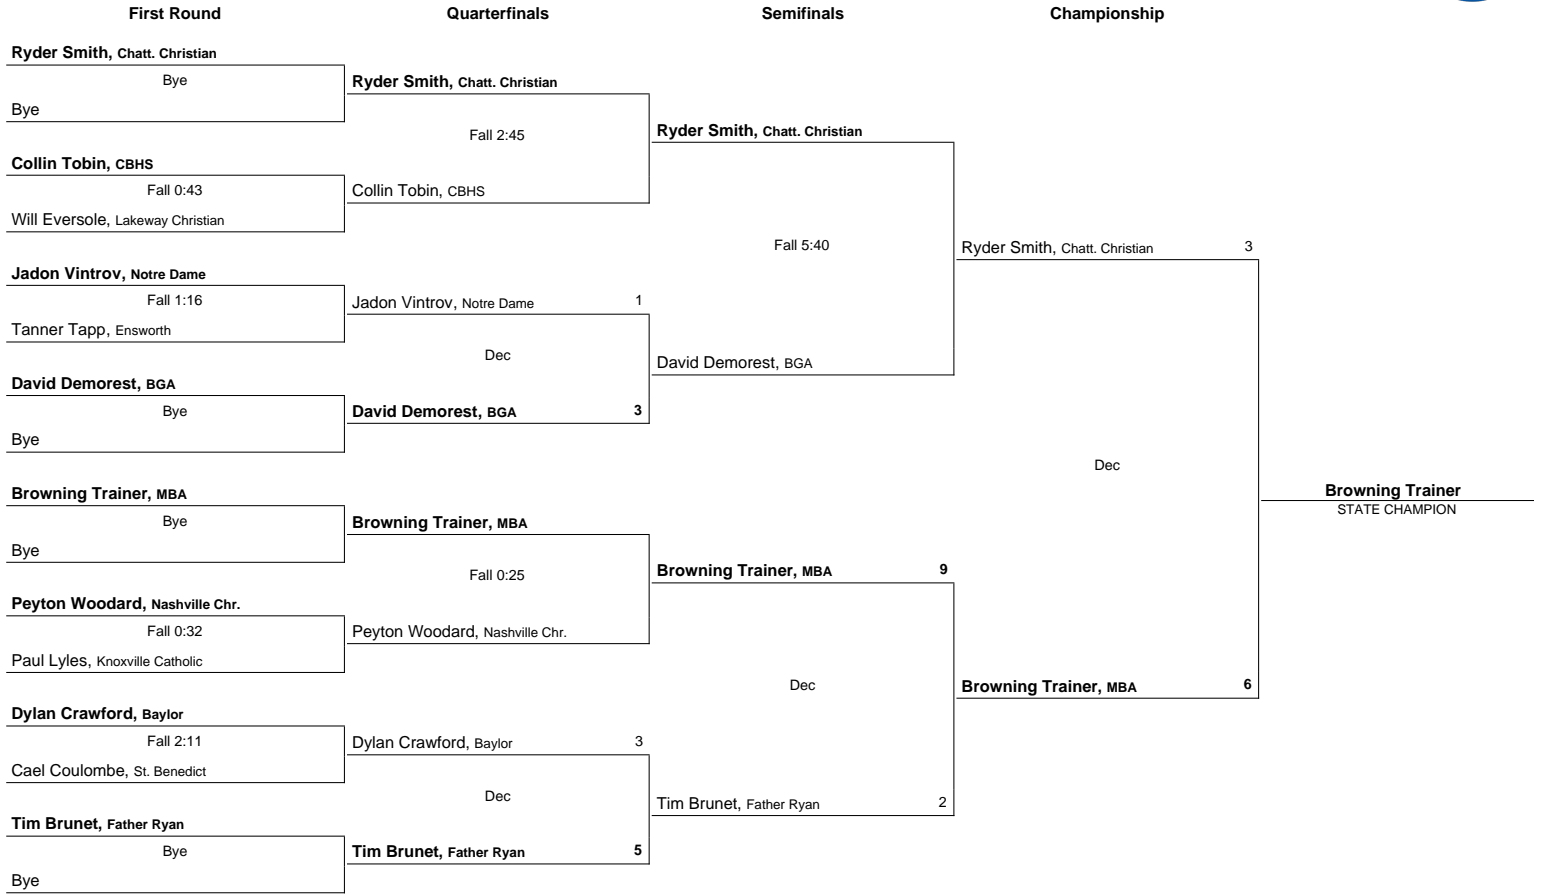 First Round
Quarterfinals
Semifinals
Championship
Ryder Smith, Chatt. Christian
Bye
Bye
Collin Tobin, CBHS
Fall 0:43
Will Eversole, Lakeway Christian
Jadon Vintrov, Notre Dame
Fall 1:16
Tanner Tapp, Ensworth
David Demorest, BGA
Bye
Bye
Browning Trainer, MBA
Bye
Bye
Peyton Woodard, Nashville Chr.
Fall 0:32
Paul Lyles, Knoxville Catholic
Dylan Crawford, Baylor
Fall 2:11
Cael Coulombe, St. Benedict
Tim Brunet, Father Ryan
Bye
Bye
Ryder Smith, Chatt. Christian
Fall 2:45
Collin Tobin, CBHS
Jadon Vintrov, Notre Dame 1
Dec
David Demorest, BGA 3
Browning Trainer, MBA
Fall 0:25
Peyton Woodard, Nashville Chr.
Dylan Crawford, Baylor 3
Dec
Tim Brunet, Father Ryan 5
Ryder Smith, Chatt. Christian
Fall 5:40
David Demorest, BGA
Browning Trainer, MBA 9
Dec
Tim Brunet, Father Ryan 2
Ryder Smith, Chatt. Christian 3
Dec
Browning Trainer, MBA 6
Browning Trainer
STATE CHAMPION